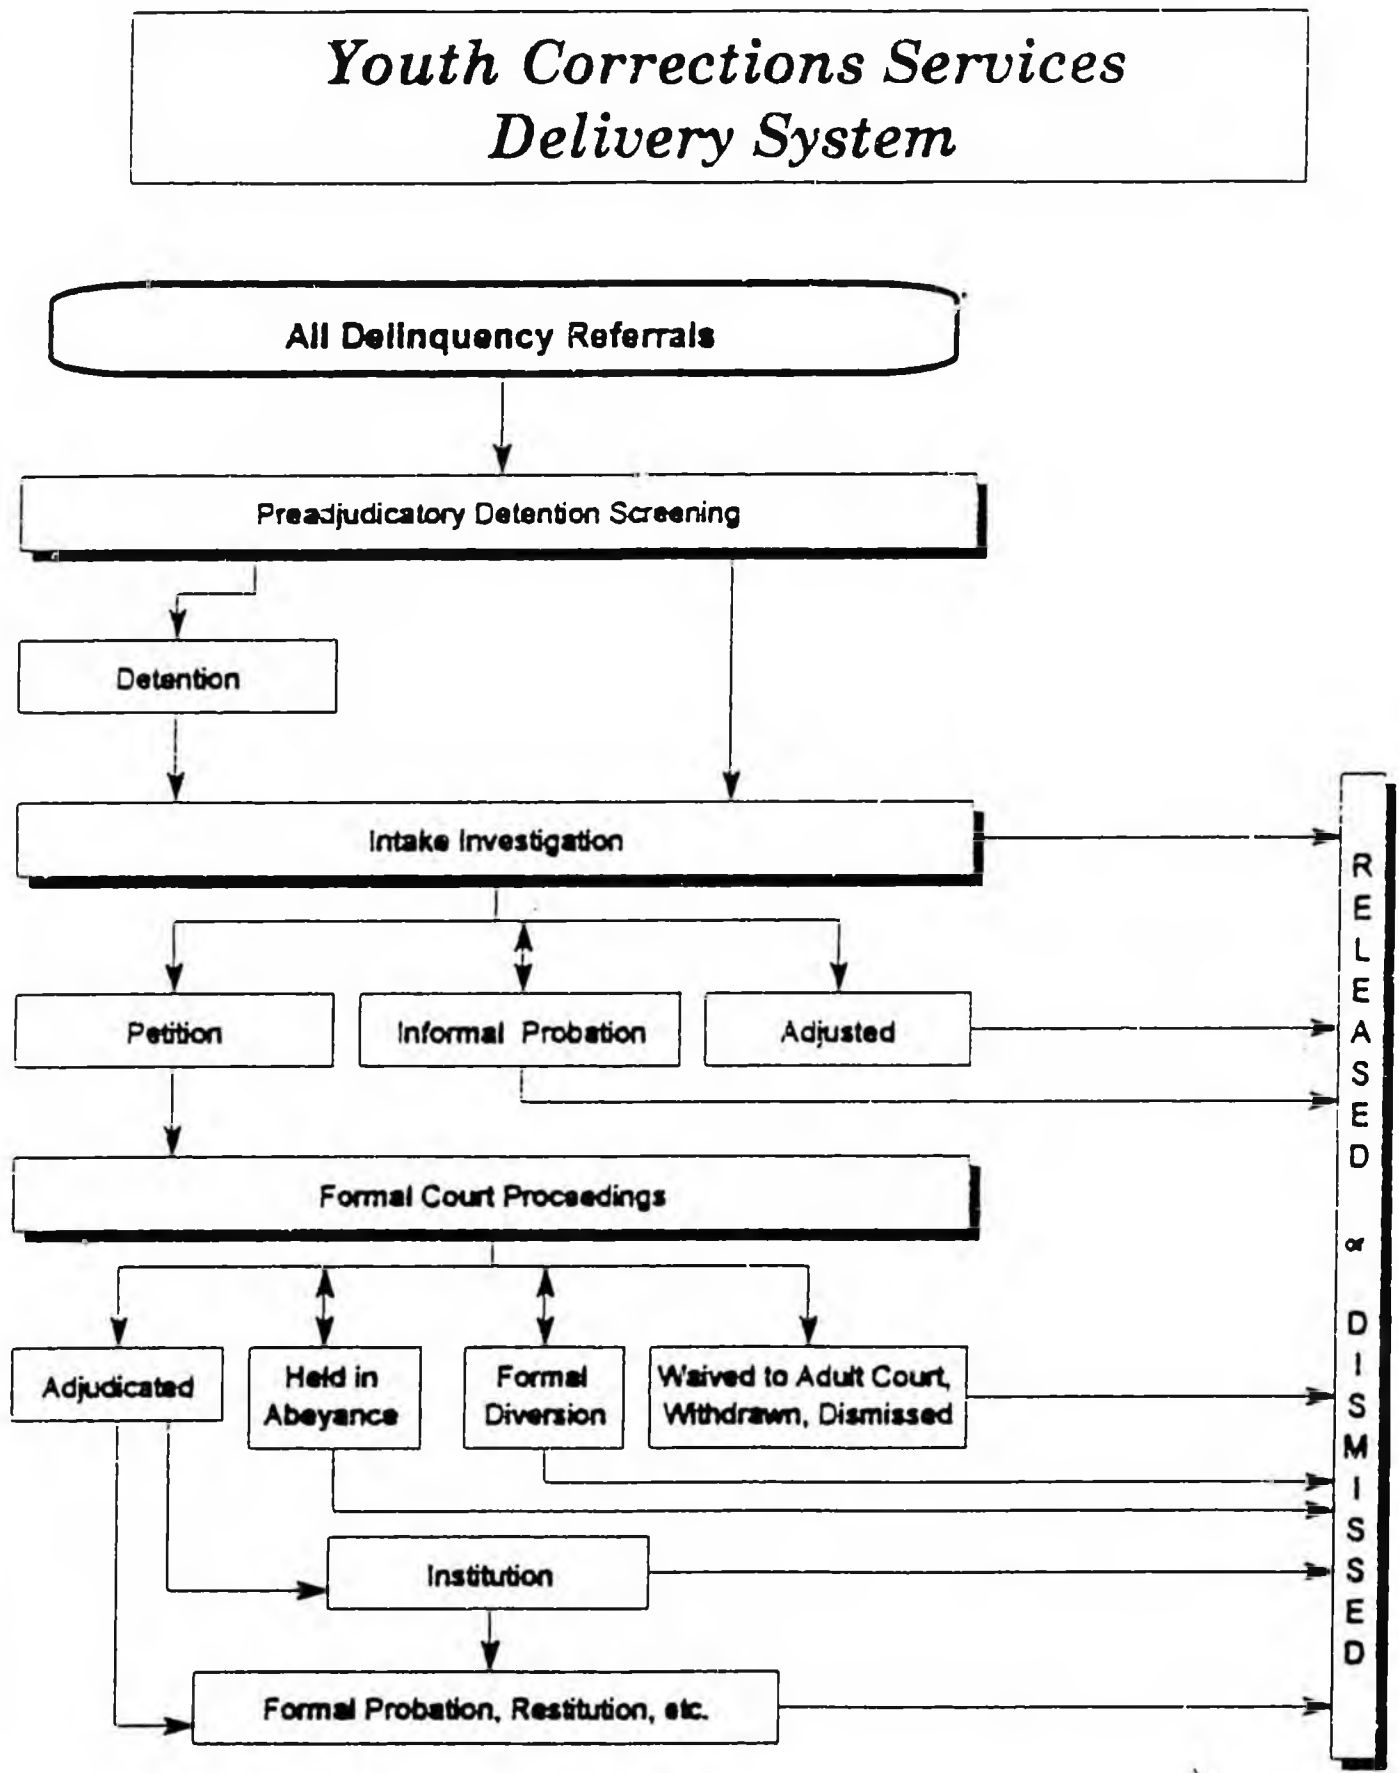 Youth Corrections Services
Delivery System
All Delinquency Referrals
Preadjudicatory Detention Screening
Detention
Intake Investigation
Petition
Informal Probation
Adjusted
Formal Court Proceedings
Adjudicated
Held in
Abeyance
Formal
Diversion
Waived to Adult Court,
Withdrawn, Dismissed
Institution
Formal Probation, Restitution, etc.
RELEASED or DISMISSED